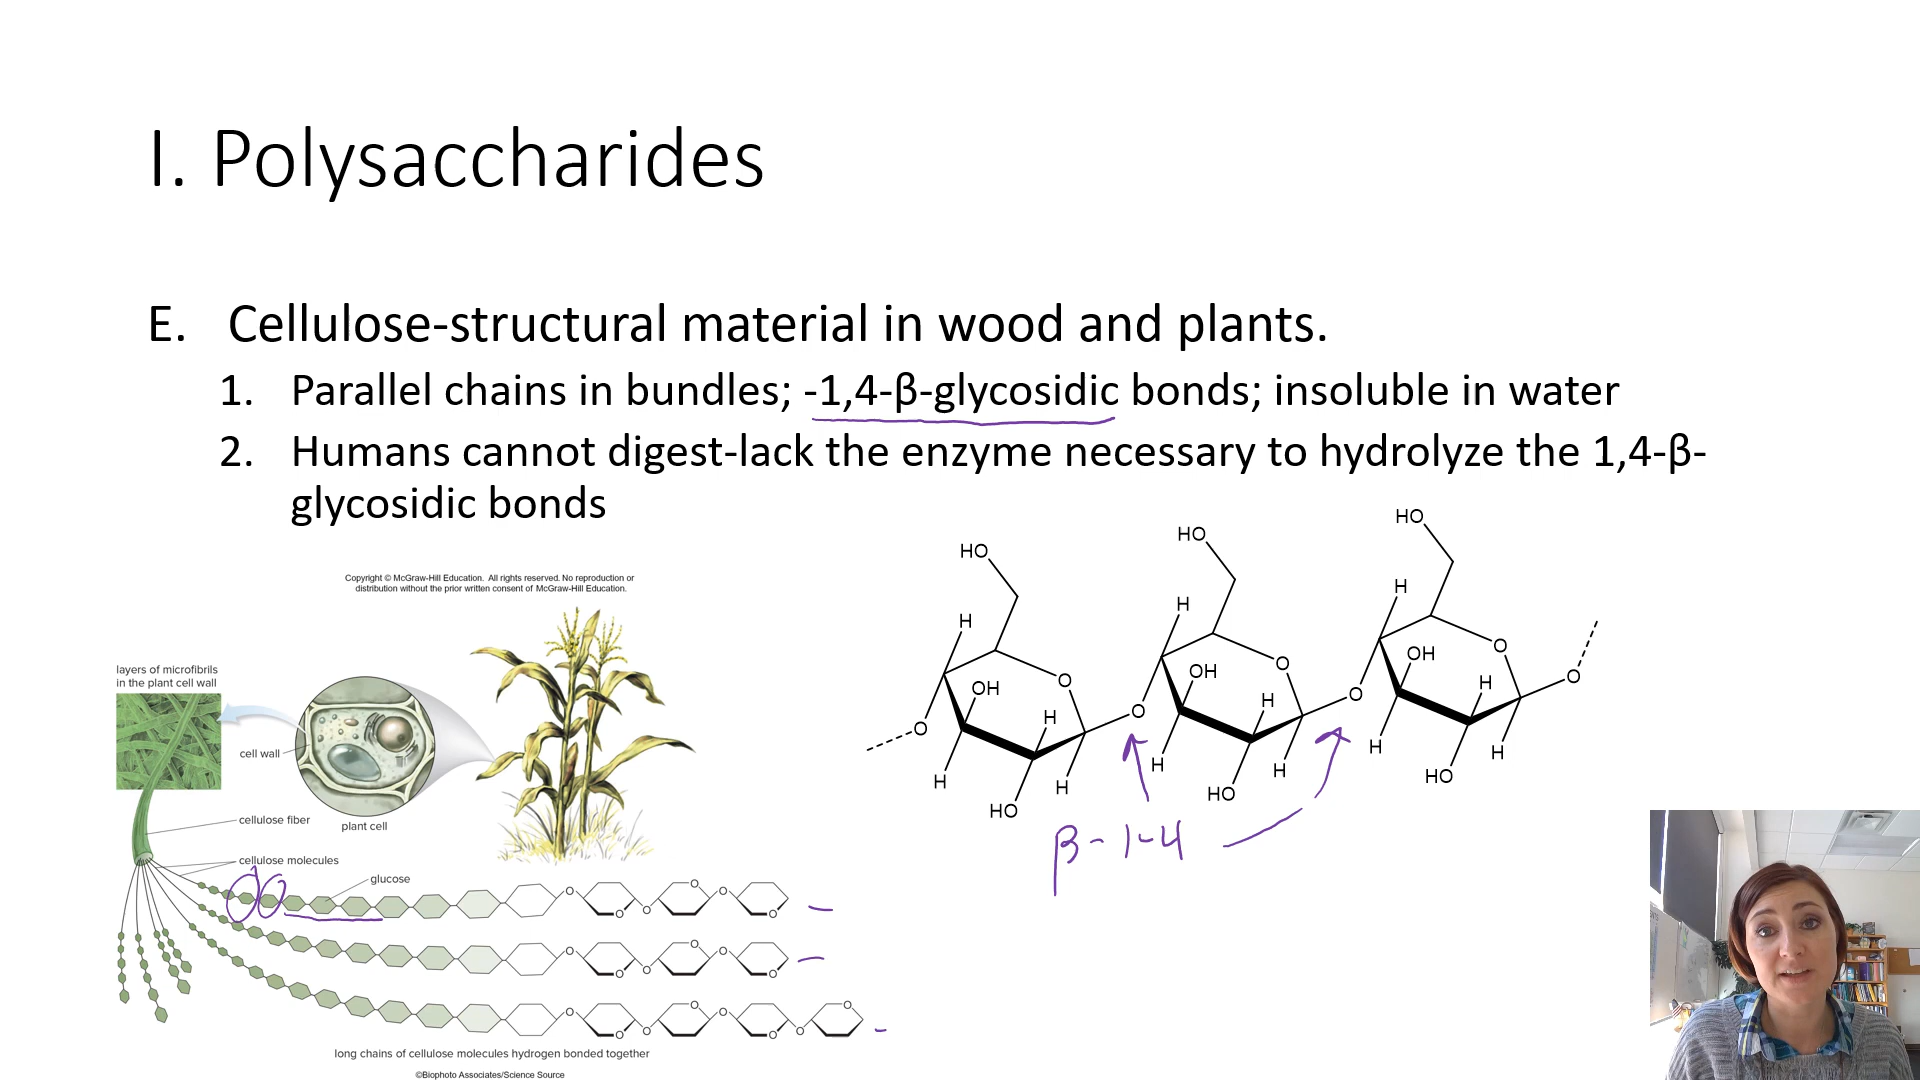 I. Polysaccharides
E. Cellulose-structural material in wood and plants.
1. Parallel chains in bundles; -1,4-β-glycosidic bonds; insoluble in water
2. Humans cannot digest-lack the enzyme necessary to hydrolyze the 1,4-β-
glycosidic bonds
Copyright © McGraw-Hill Education. All rights reserved. No reproduction or
distribution without the prior written consent of McGraw-Hill Education.
layers of microfibrils
in the plant cell wall
cell wall
cellulose fiber
plant cell
cellulose molecules
glucose
O O O O O O
O O O O O O
O O O O O O O O
long chains of cellulose molecules hydrogen bonded together
©Biophoto Associates/Science Source
HO HO HO
H H H
O O O
OH OH OH
H H H
O O O O
H H H
H H H
HO HO HO
β-1-4